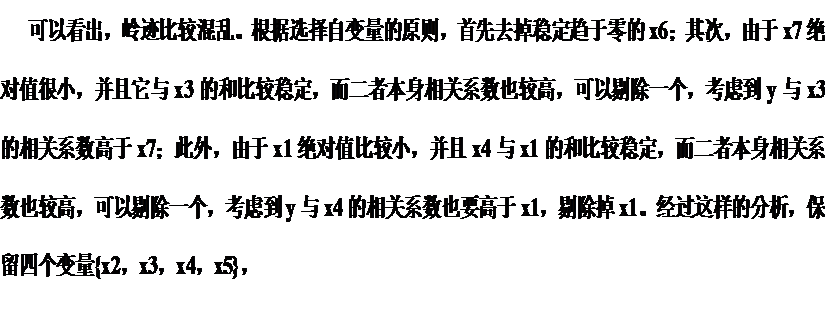 可以看出，岭迹比较混乱。根据选择自变量的原则，首先去掉稳定趋于零的 x6；其次，由于 x7 绝
对值很小，并且它与 x3 的和比较稳定，而二者本身相关系数也较高，可以剔除一个，考虑到 y 与 x3
的相关系数高于 x7；此外，由于 x1 绝对值比较小，并且 x4 与 x1 的和比较稳定，而二者本身相关系
数也较高，可以剔除一个，考虑到 y 与 x4 的相关系数也要高于 x1，剔除掉 x1。经过这样的分析，保
留四个变量{x2，x3，x4，x5}，